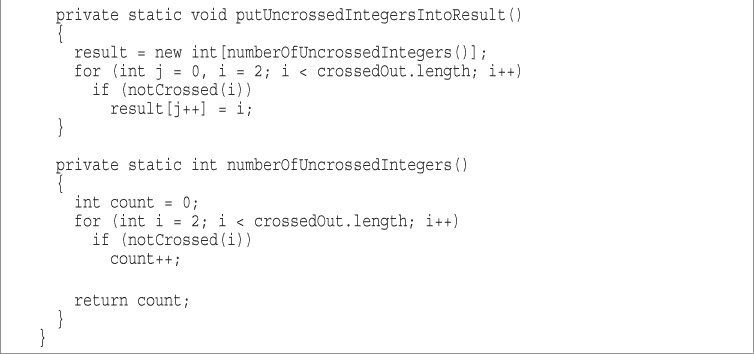 private static void putUncrossedIntegersIntoResult()
{
result = new int[numberOfUncrossedIntegers()];
for (int j = 0, i = 2; i < crossedOut.length; i++)
if (notCrossed(i))
result[j++] = i;
}
private static int numberOfUncrossedIntegers()
{
int count = 0;
for (int i = 2; i < crossedOut.length; i++)
if (notCrossed(i))
count++;
return count;
}
}